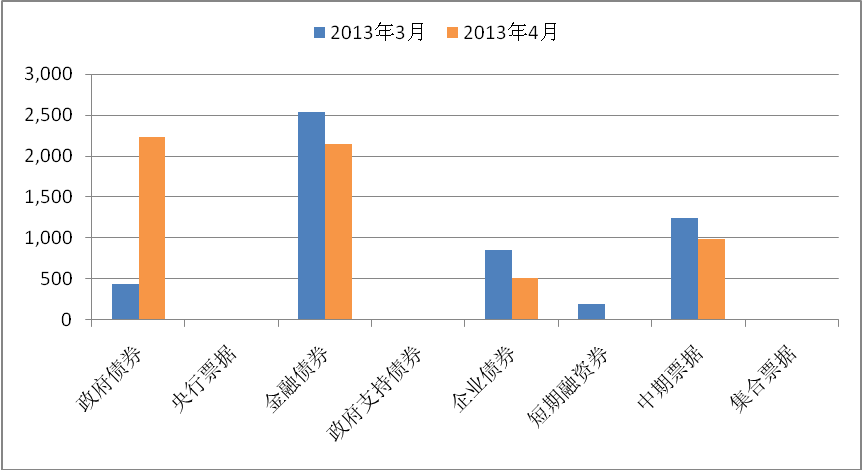 2013年3月 2013年4月
3,000
2,500
2,000
1,500
1,000
500
0
政府债券
央行票据
金融债券
政府支持债券
企业债券
短期融资券
中期票据
集合票据